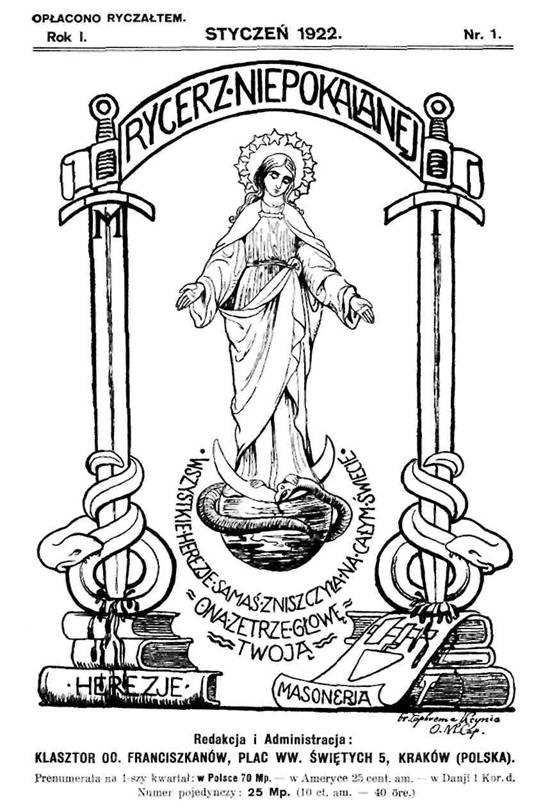 OPŁACONO RYCZAŁTEM.
Rok I.
STYCZEŃ 1922.
Nr. 1.
RYCERZ·NIEPOKALANEJ
M
I
·WSZYSTKIE·HEREZJE·SAMAŚ·ZNISZCZYŁA·NA·CAŁYM·ŚWIECIE·
ONA·ZETRZE·GŁOWĘ
TWOJĄ
·HEREZJE·
MASONERJA
Redakcja i Administracja:
KLASZTOR OO. FRANCISZKANÓW, PLAC WW. ŚWIĘTYCH 5, KRAKÓW (POLSKA).
Prenumerata na 1-szy kwartał: w Polsce 70 Mp. — w Ameryce 25 cent. am. — w Danji 1 Kor. d.
Numer pojedynczy: 25 Mp. (10 ct. am. — 40 öre.)